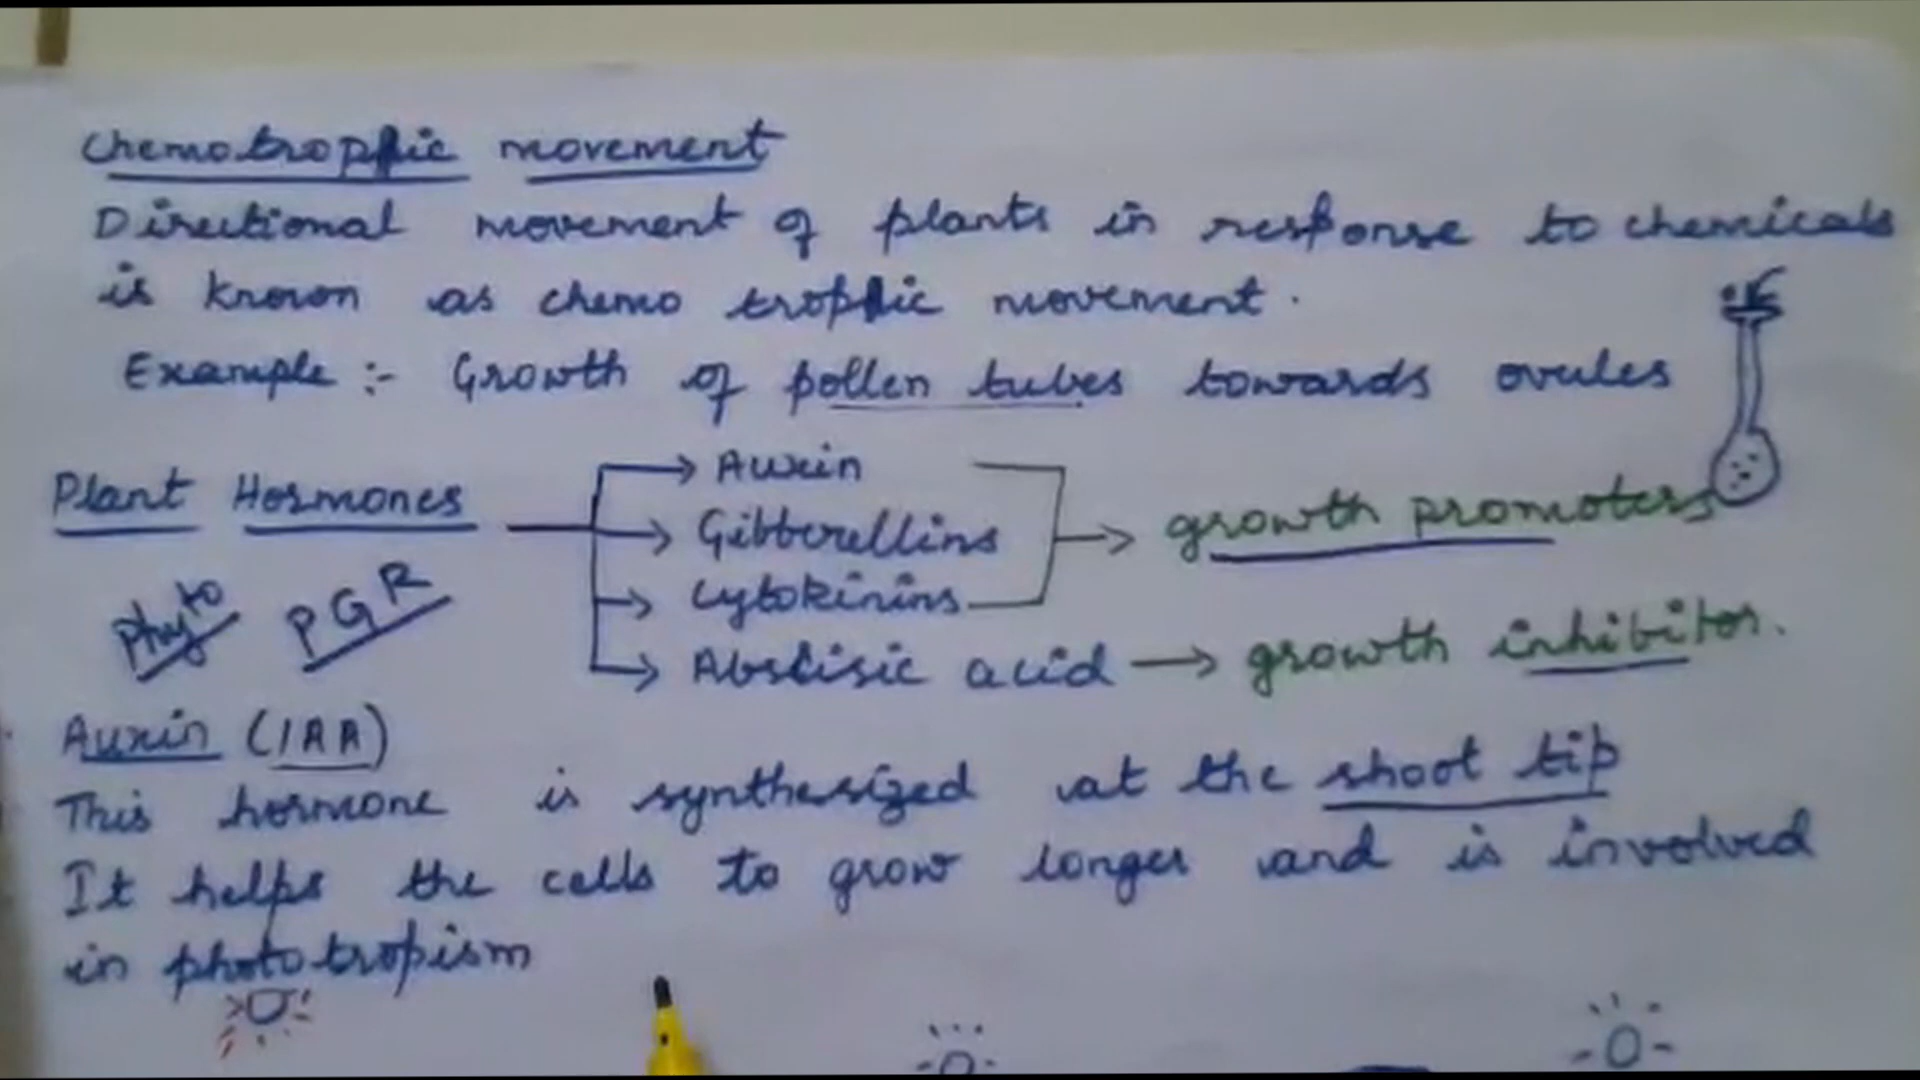 Chemotropic movement
Directional movement of plants in response to chemicals
is known as chemo tropic movement.
Example :- Growth of pollen tubes towards ovules
Plant Hormones → Auxin
→ Gibberellins → growth promoters
Phyto PGR → Cytokinins
→ Abscisic acid → growth inhibitor.
Auxin (IAA)
This hormone is synthesized at the shoot tip
It helps the cells to grow longer and is involved
in phototropism